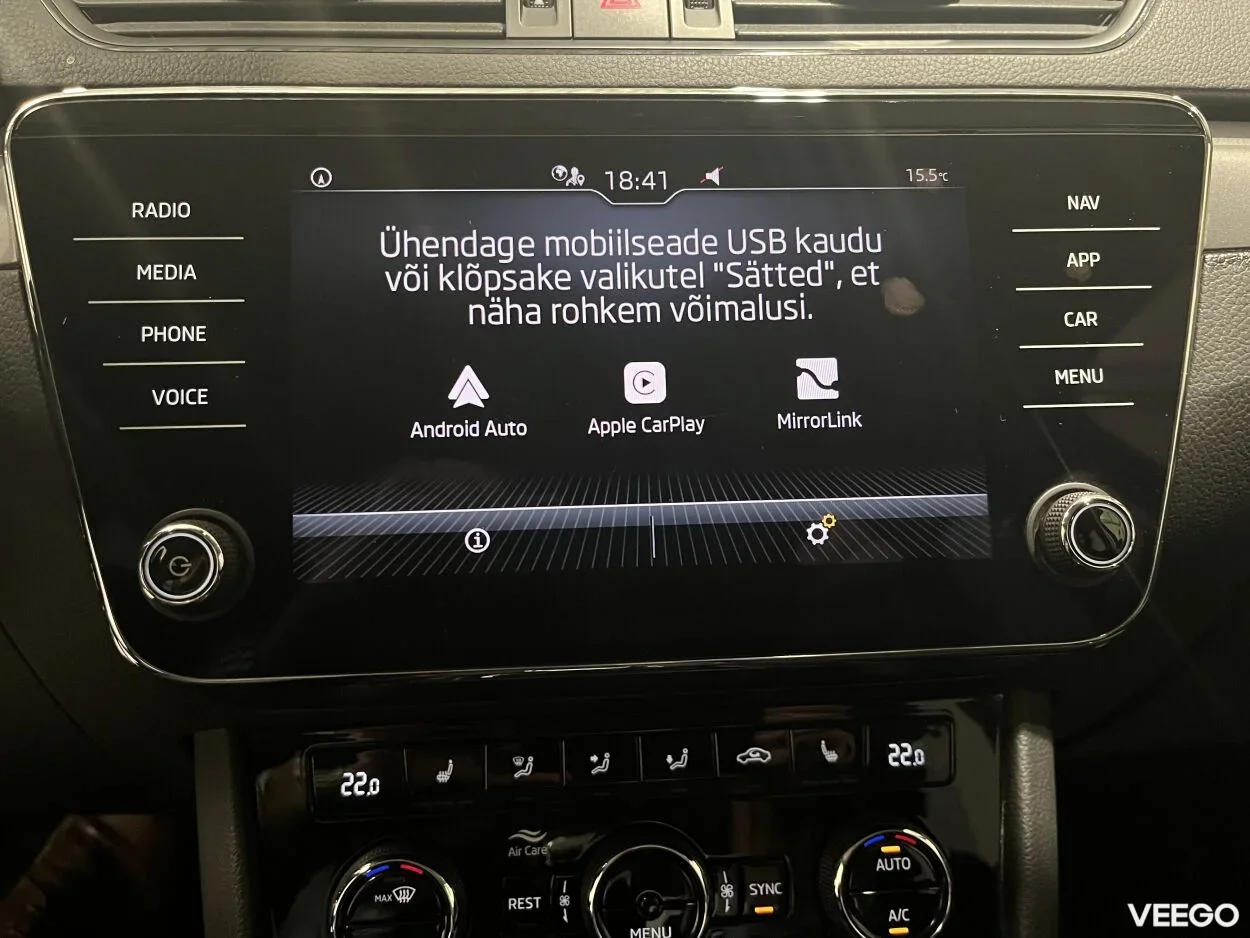 18:41
15.5°C
RADIO
MEDIA
PHONE
VOICE
Ühendage mobiilseade USB kaudu
või klõpsake valikutel "Sätted", et
näha rohkem võimalusi.
Android Auto
Apple CarPlay
MirrorLink
NAV
APP
CAR
MENU
22.0
22.0
Air Care
MAX
REST
MENU
SYNC
AUTO
A/C
VEEGO